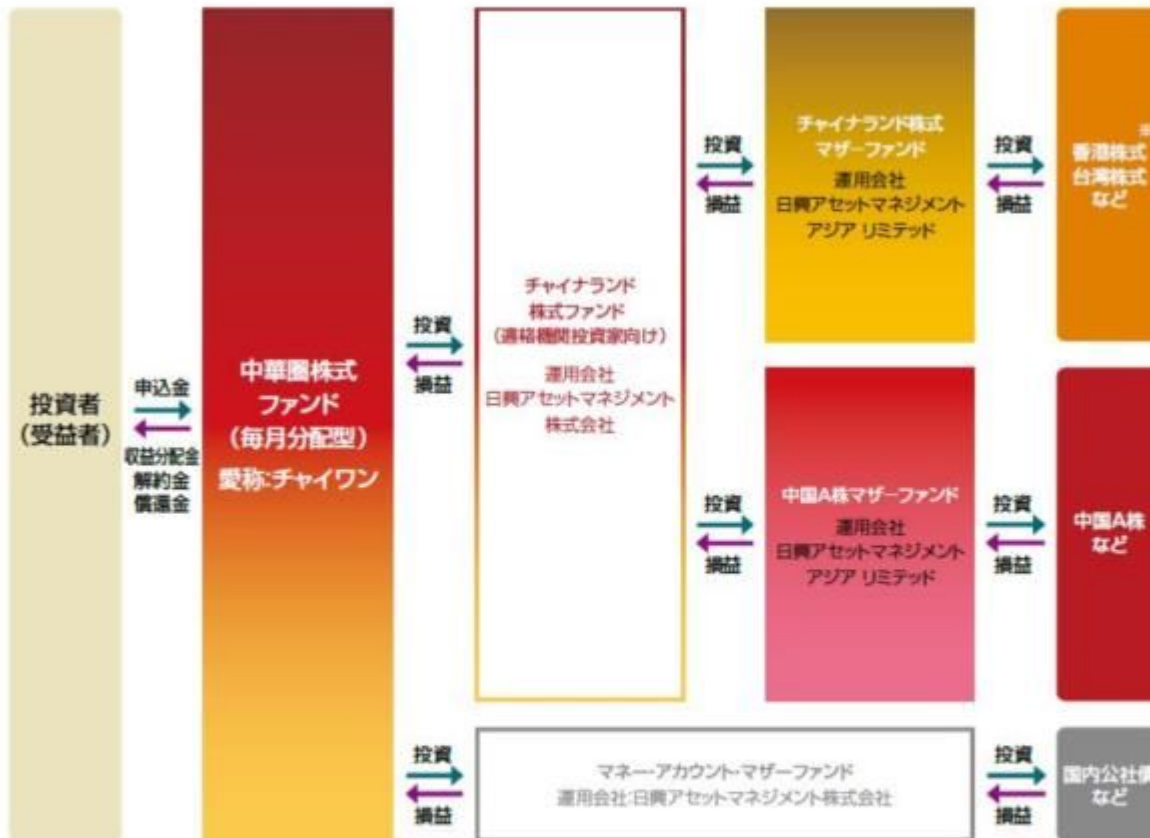 投資者
（受益者）
申込金
収益分配金
解約金
償還金
中華圏株式
ファンド
（毎月分配型）
愛称:チャイワン
投資
損益
チャイナランド
株式ファンド
（適格機関投資家向け）
運用会社
日興アセットマネジメント
株式会社
投資
損益
チャイナランド株式
マザーファンド
運用会社
日興アセットマネジメント
アジア リミテッド
投資
損益
※
香港株式
台湾株式
など
投資
損益
中国A株マザーファンド
運用会社
日興アセットマネジメント
アジア リミテッド
投資
損益
中国A株
など
投資
損益
マネー・アカウント・マザーファンド
運用会社:日興アセットマネジメント株式会社
投資
損益
国内公社債
など